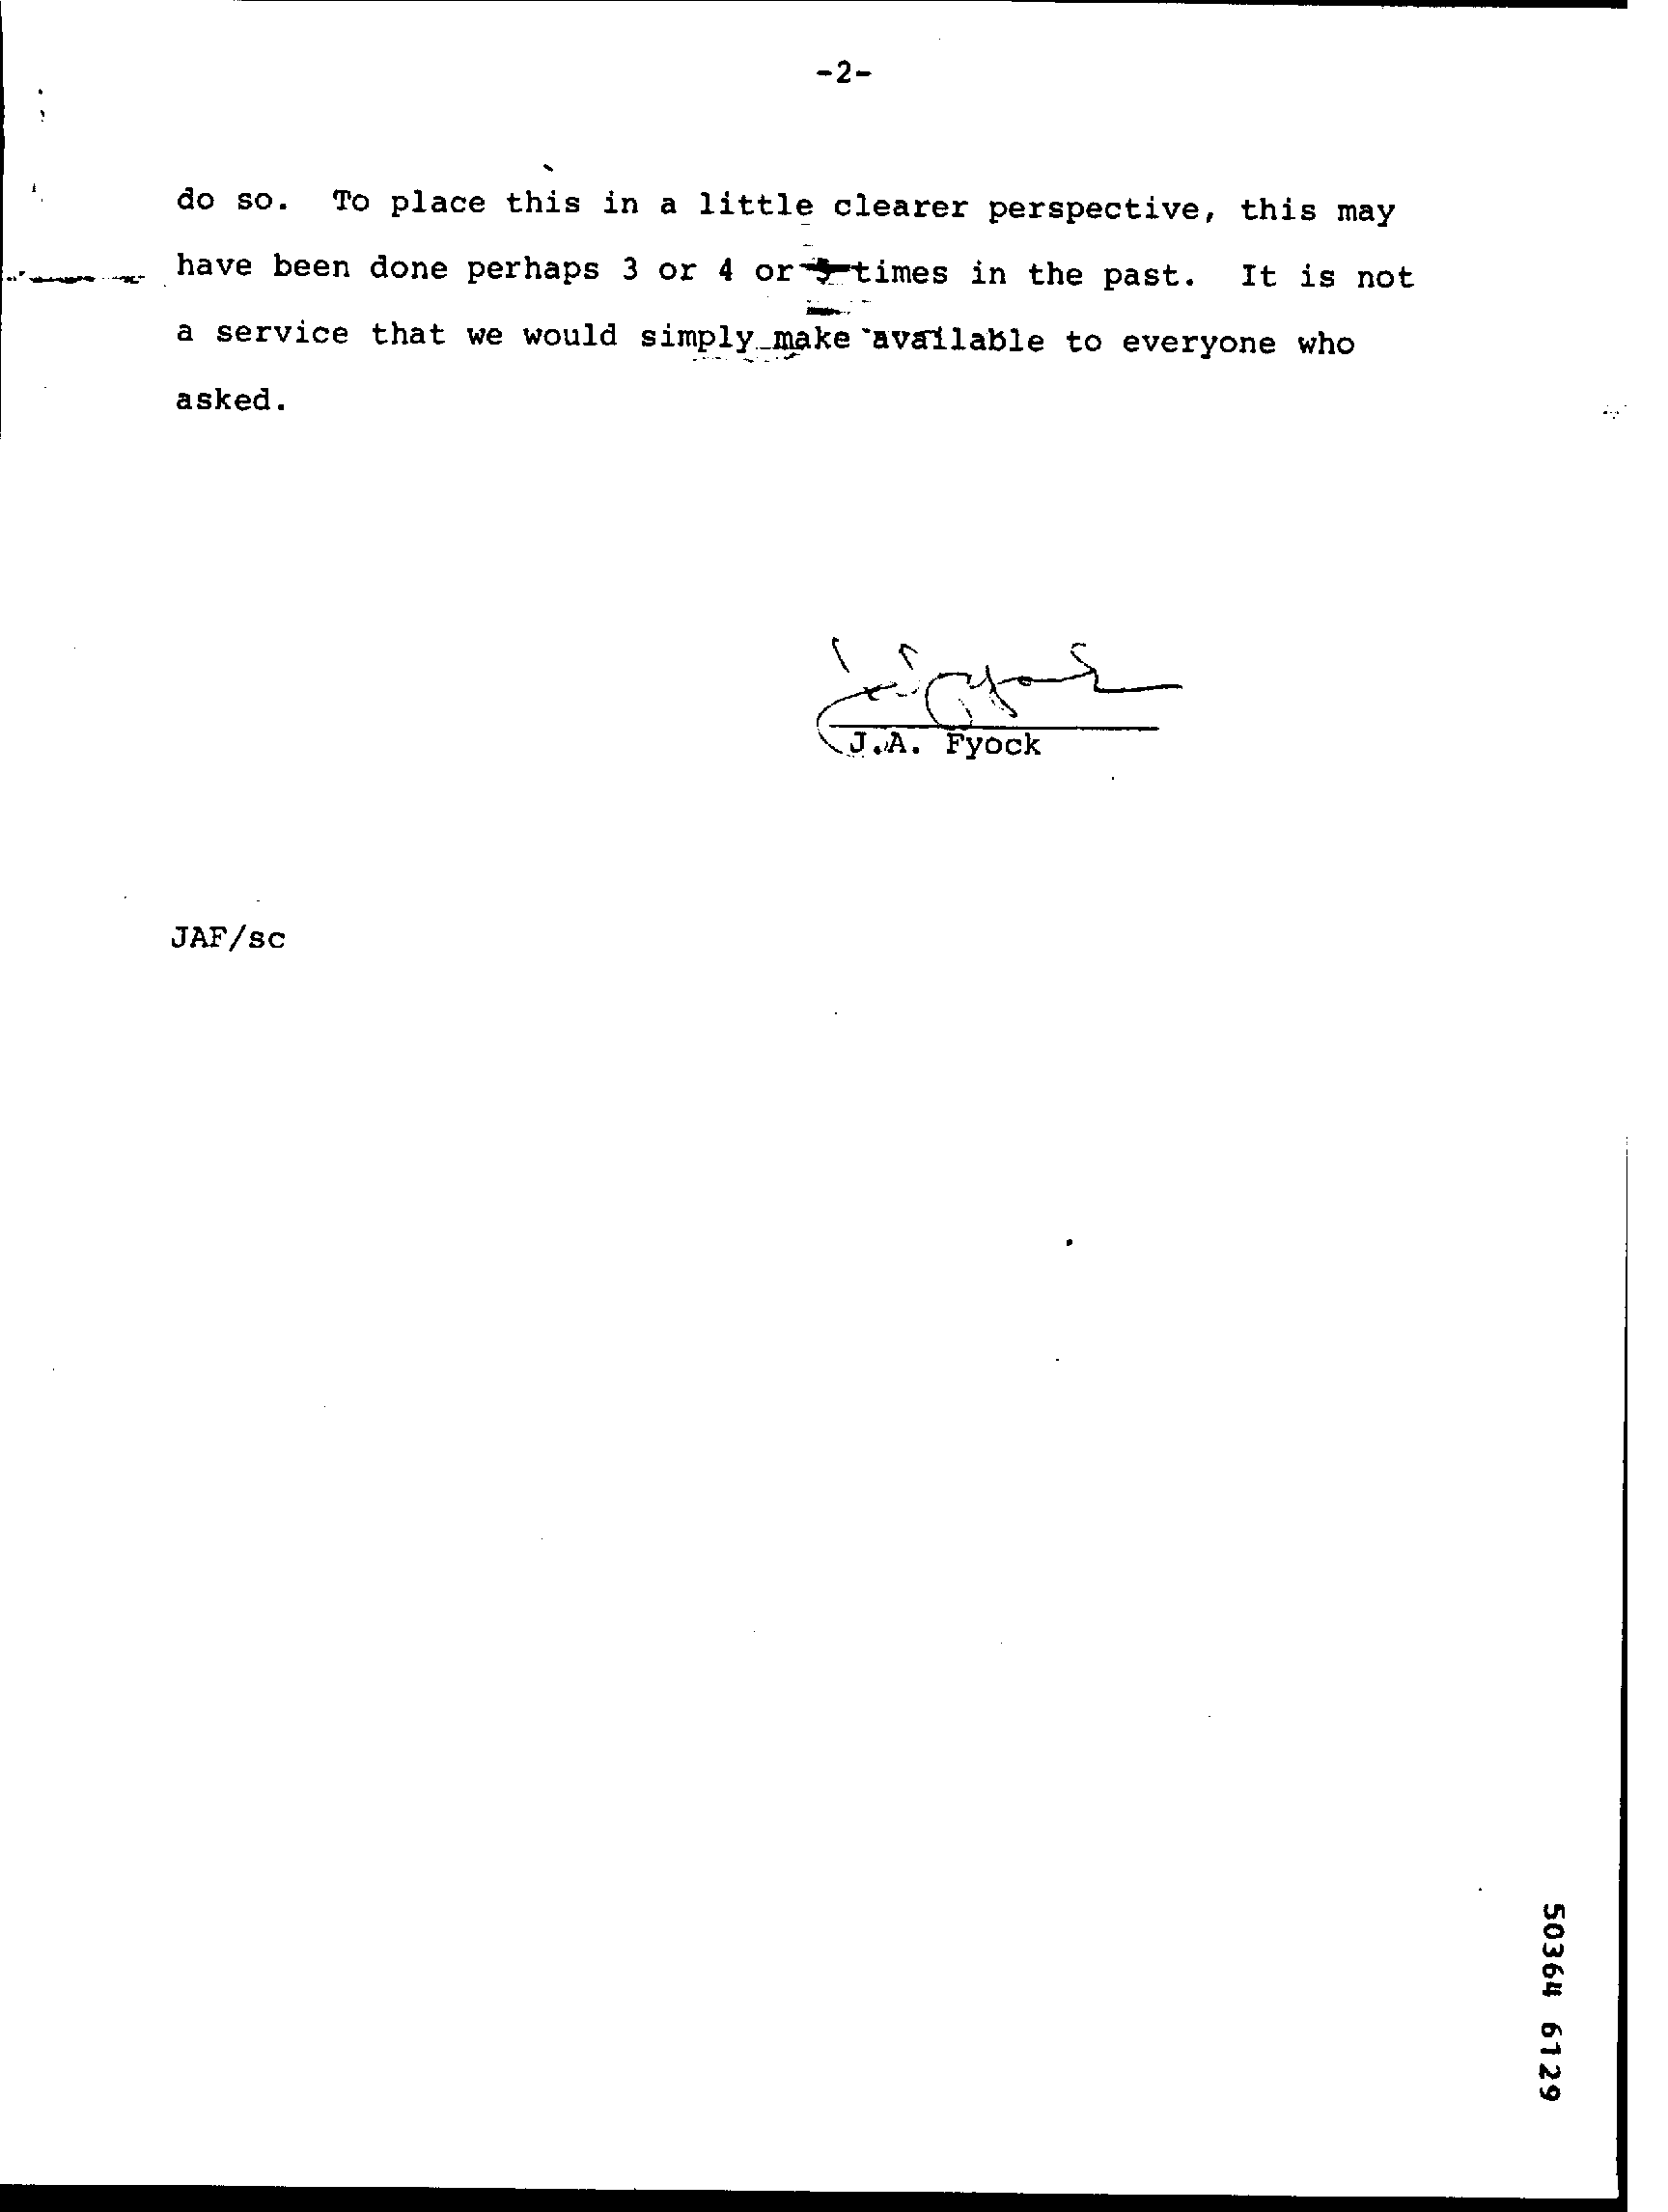 -2-
do so. To place this in a little clearer perspective, this may
have been done perhaps 3 or 4 or 5 times in the past. It is not
a service that we would simply make available to everyone who
asked.
J.A. Fyock
JAF/sc
50364 6129